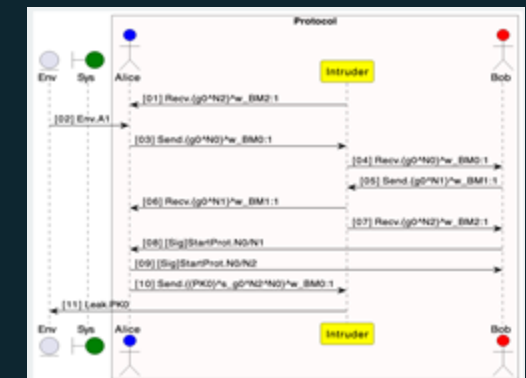 Protocol
Env Sys Alice Intruder Bob
[01] Recv.(g0^N2)^w_BM2:1
[02] Env.A1
[03] Send.(g0^N0)^w_BM0:1
[04] Recv.(g0^N0)^w_BM0:1
[05] Send.(g0^N1)^w_BM1:1
[06] Recv.(g0^N1)^w_BM1:1
[07] Recv.(g0^N2)^w_BM2:1
[08] [Sig]StartProt.N0/N1
[09] [Sig]StartProt.N0/N2
[10] Send.((PK0)^s_g0^N2^N0)^w_BM0:1
[11] Leak.PK0
Env Sys Alice Intruder Bob